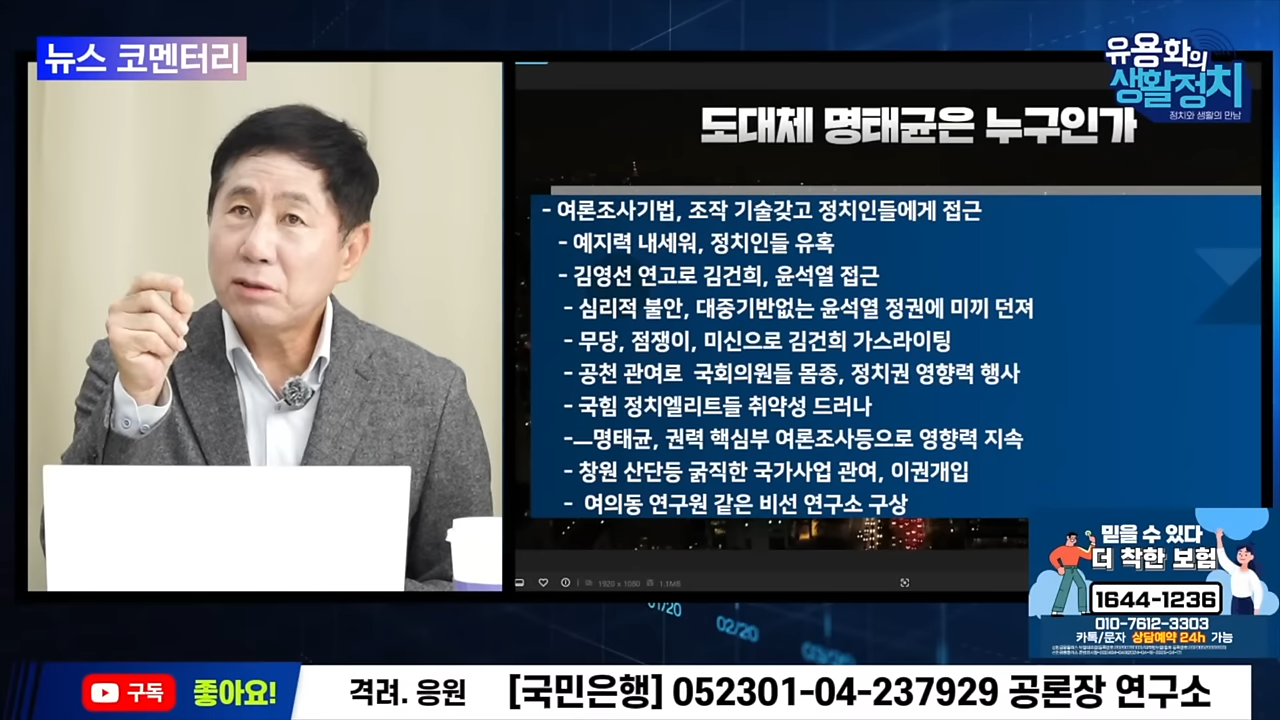 뉴스 코멘터리
유용화의
생활정치
정치와 생활의 만남
도대체 명태균은 누구인가
- 여론조사기법, 조작 기술갖고 정치인들에게 접근
- 예지력 내세워, 정치인들 유혹
- 김영선 연고로 김건희, 윤석열 접근
- 심리적 불안, 대중기반없는 윤석열 정권에 미끼 던져
- 무당, 점쟁이, 미신으로 김건희 가스라이팅
- 공천 관여로 국회의원들 몸종, 정치권 영향력 행사
- 국힘 정치엘리트들 취약성 드러나
-ㅡ명태균, 권력 핵심부 여론조사등으로 영향력 지속
- 창원 산단등 굵직한 국가사업 관여, 이권개입
- 여의동 연구원 같은 비선 연구소 구상
1920 x 1080 1.1MB
믿을 수 있다
더 착한 보험
1644-1236
010-7612-3303
카톡/문자 상담예약 24h 가능
01/20
02/20
구독 좋아요! 격려. 응원 [국민은행] 052301-04-237929 공론장 연구소